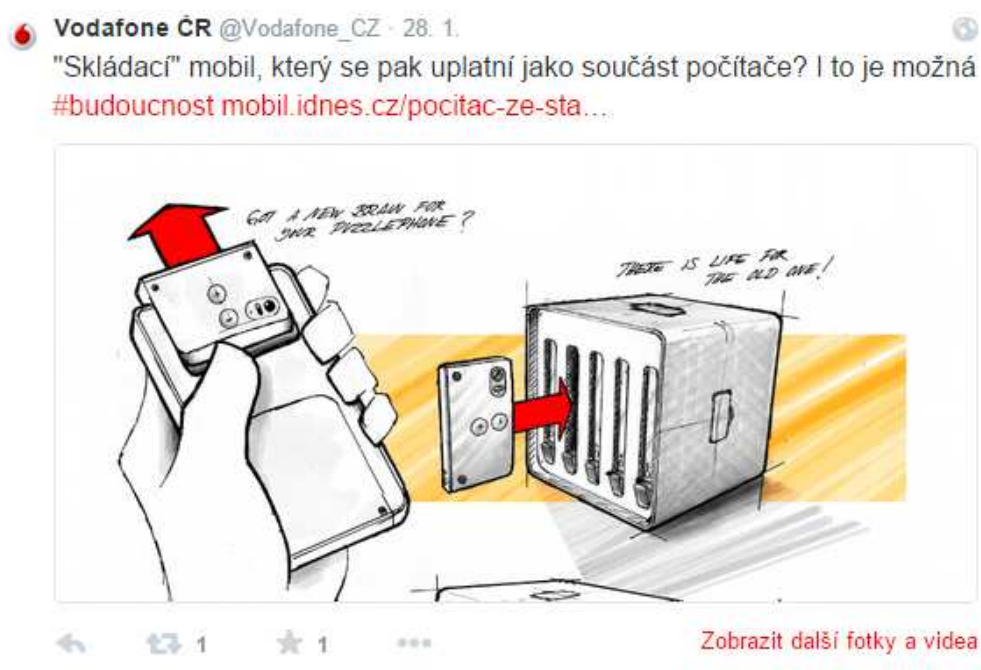 Vodafone ČR @Vodafone_CZ · 28. 1.
"Skládací" mobil, který se pak uplatní jako součást počítače? I to je možná
#budoucnost mobil.idnes.cz/pocitac-ze-sta…
GOT A NEW BRAIN FOR
YOUR PUZZLEPHONE?
THERE IS LIFE FOR
THE OLD ONE!
1
1
Zobrazit další fotky a videa